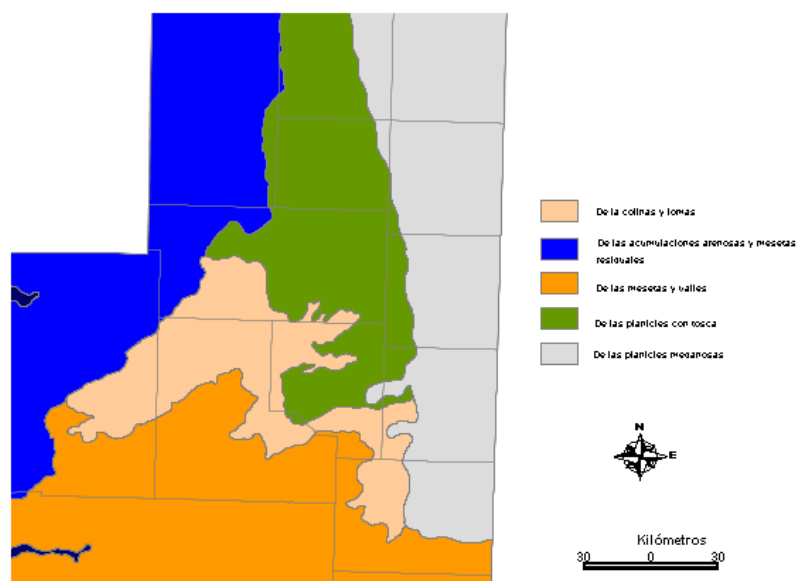 De la colinas y lomas
De las acumulaciones arenosas y mesetas
residuales
De las mesetas y valles
De las planicies con tosca
De las planicies medanosas
N
E
Kilómetros
30 0 30